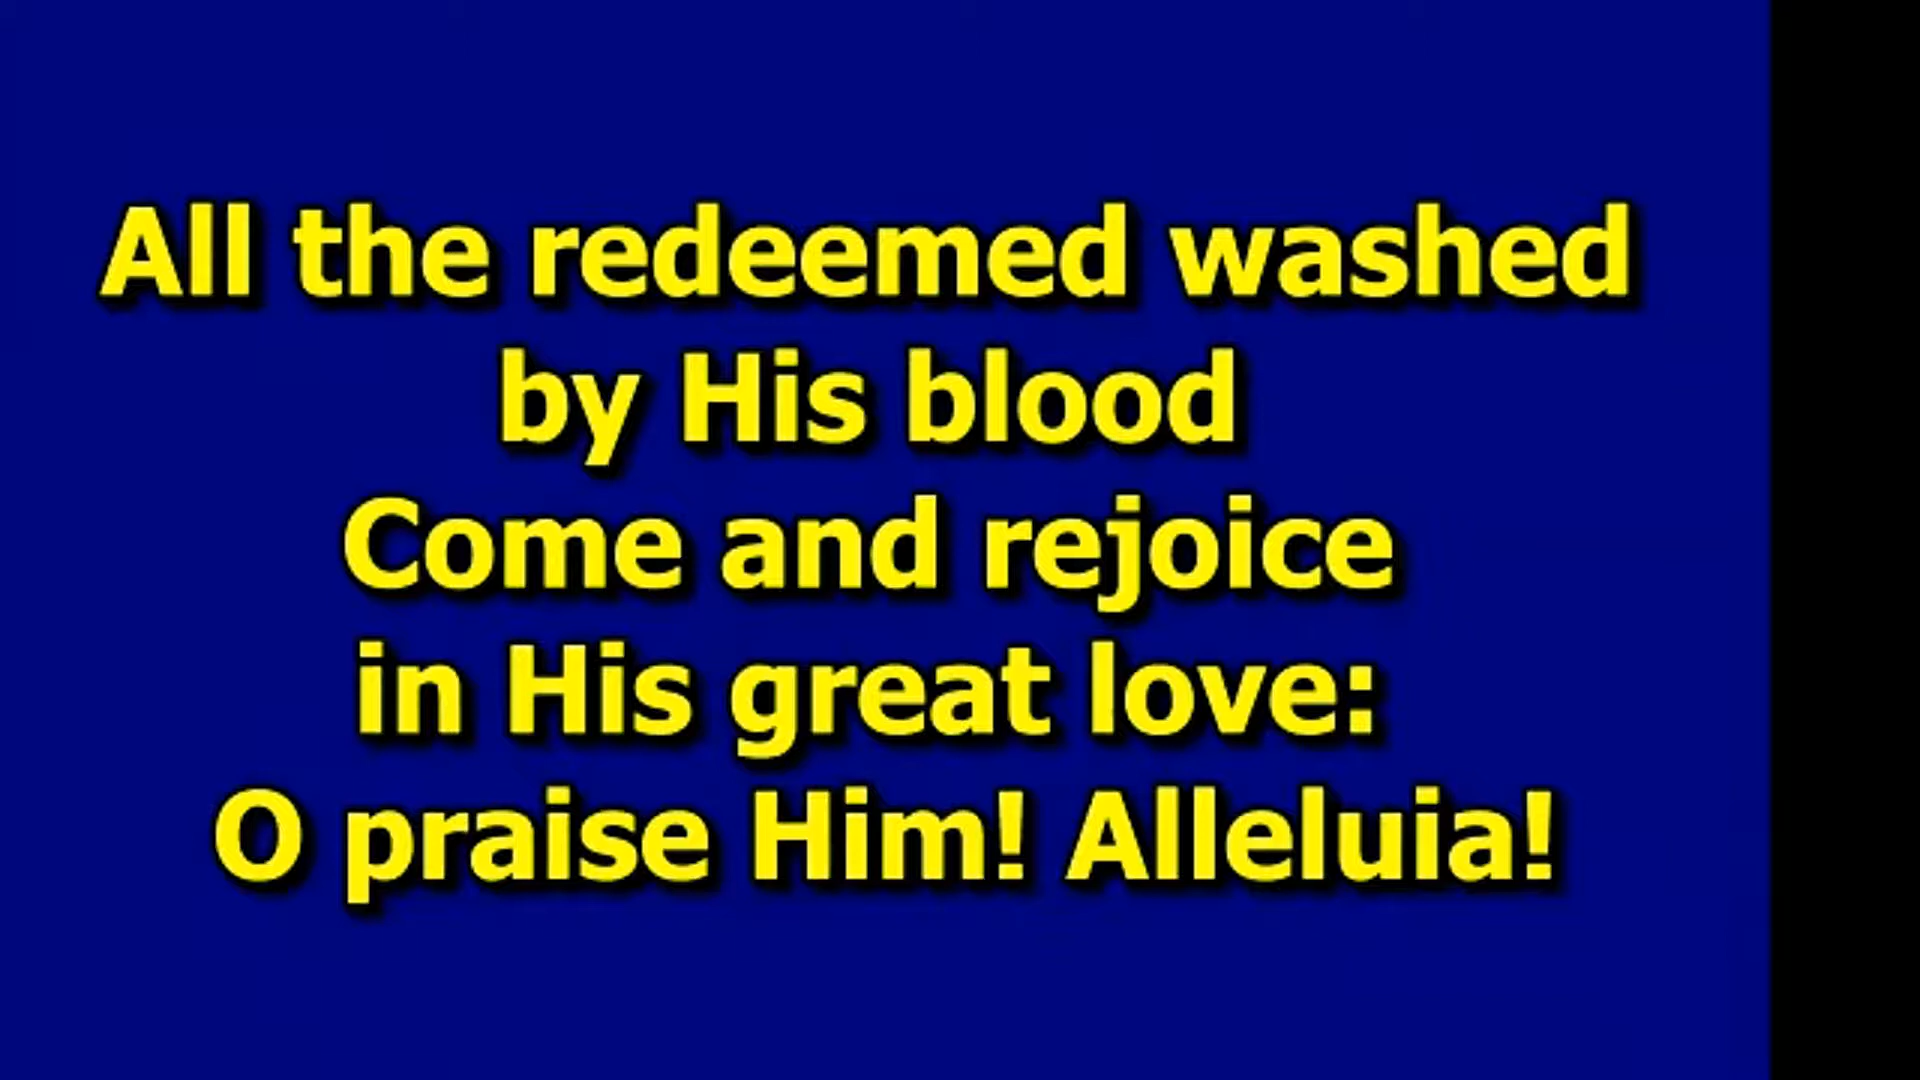 All the redeemed washed
by His blood
Come and rejoice
in His great love:
O praise Him! Alleluia!